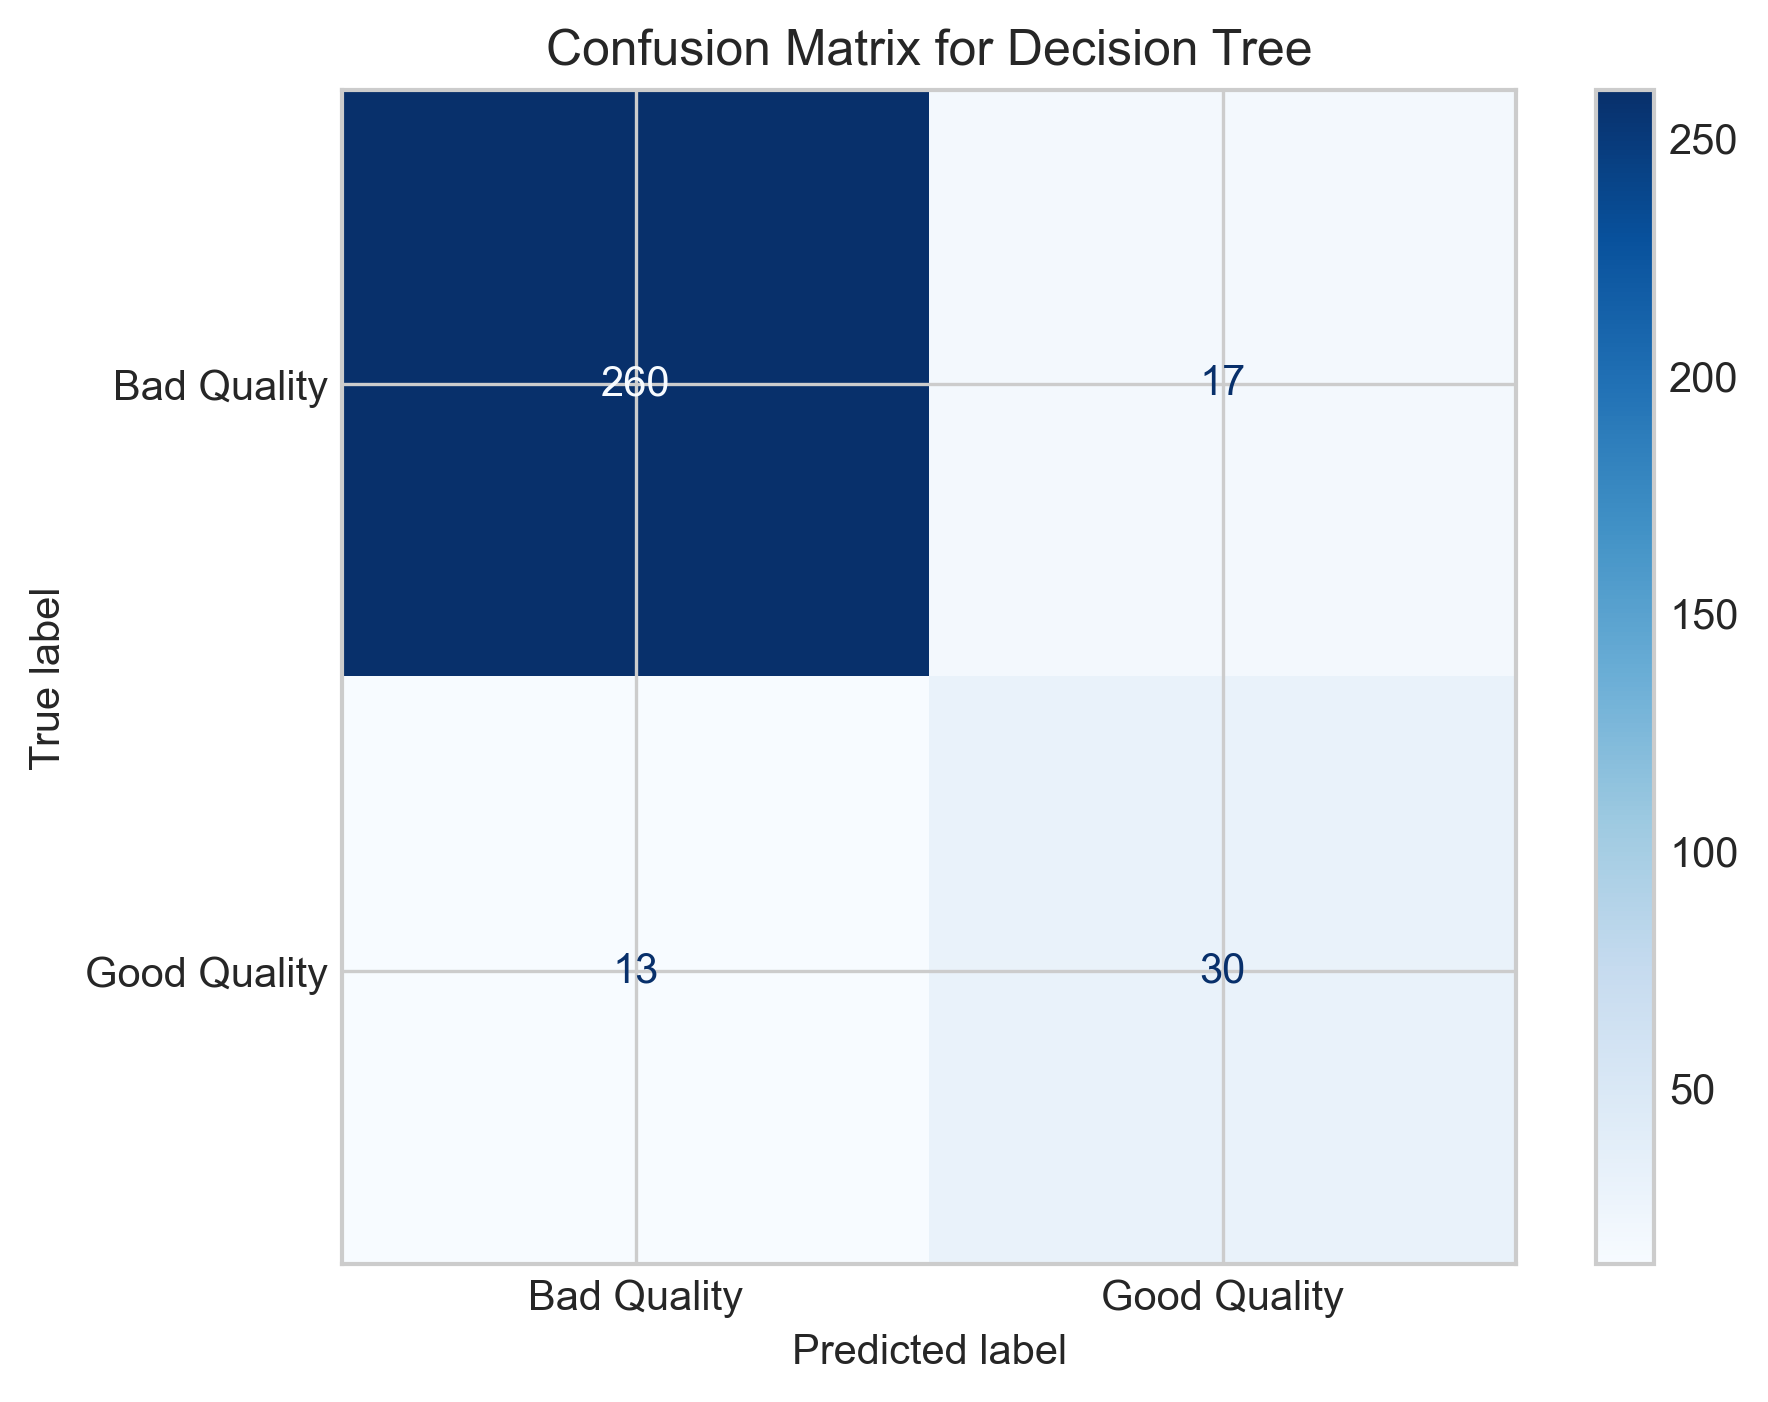 Confusion Matrix for Decision Tree
True label
Bad Quality
260
17
Good Quality
13
30
Bad Quality
Good Quality
Predicted label
250
200
150
100
50